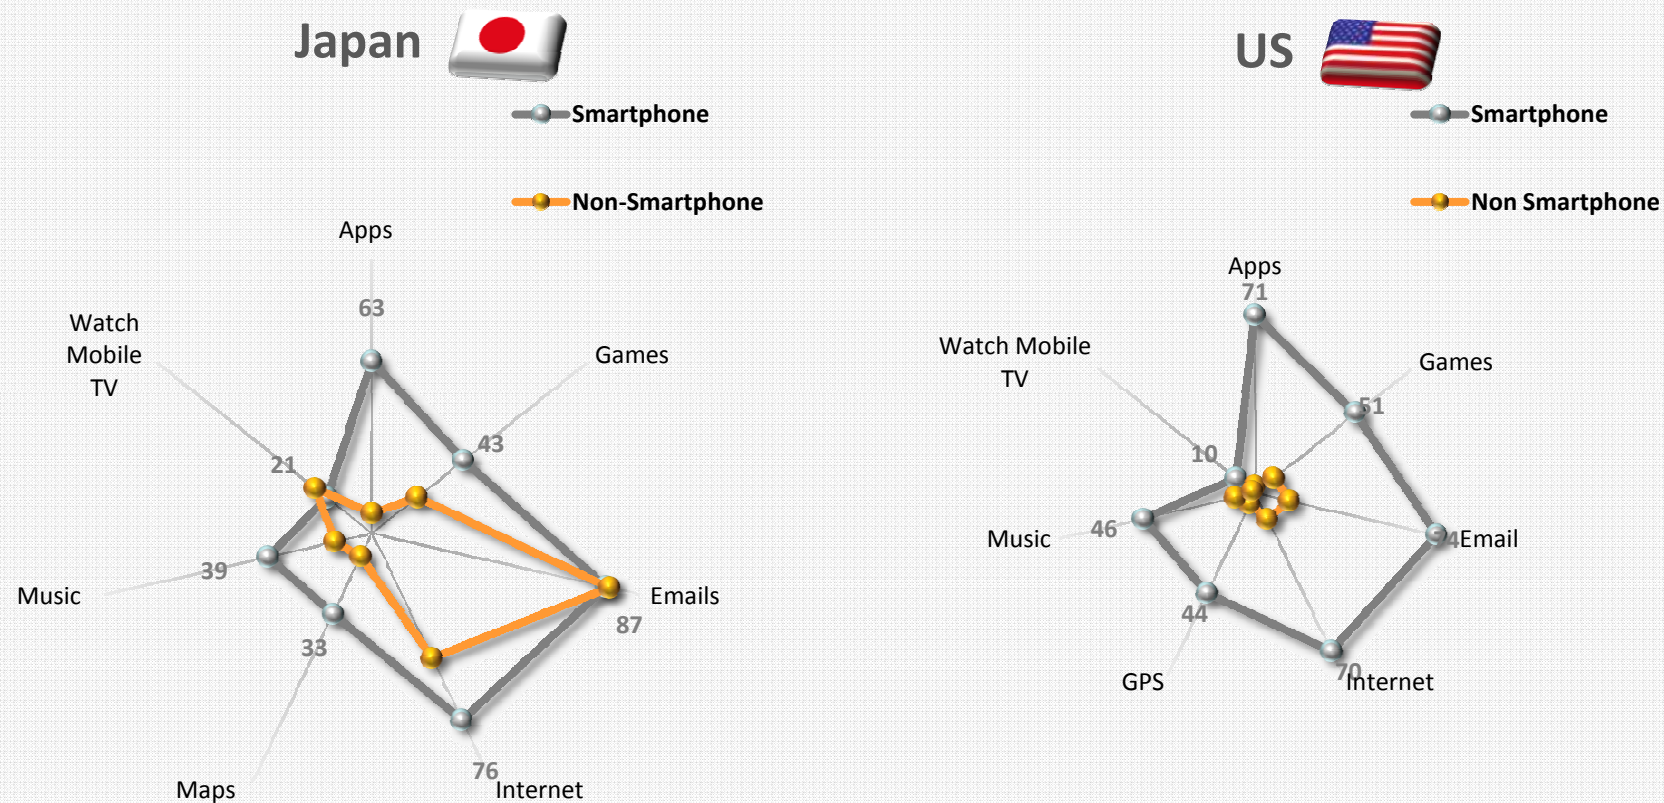 Japan
US
Smartphone
Non-Smartphone
Apps
63
Watch
Mobile
TV
Games
21
43
Music
39
Emails
87
33
Maps
76
Internet
Smartphone
Non Smartphone
Apps
71
Watch Mobile
TV
Games
51
10
Music
46
Email
44
GPS
70
Internet